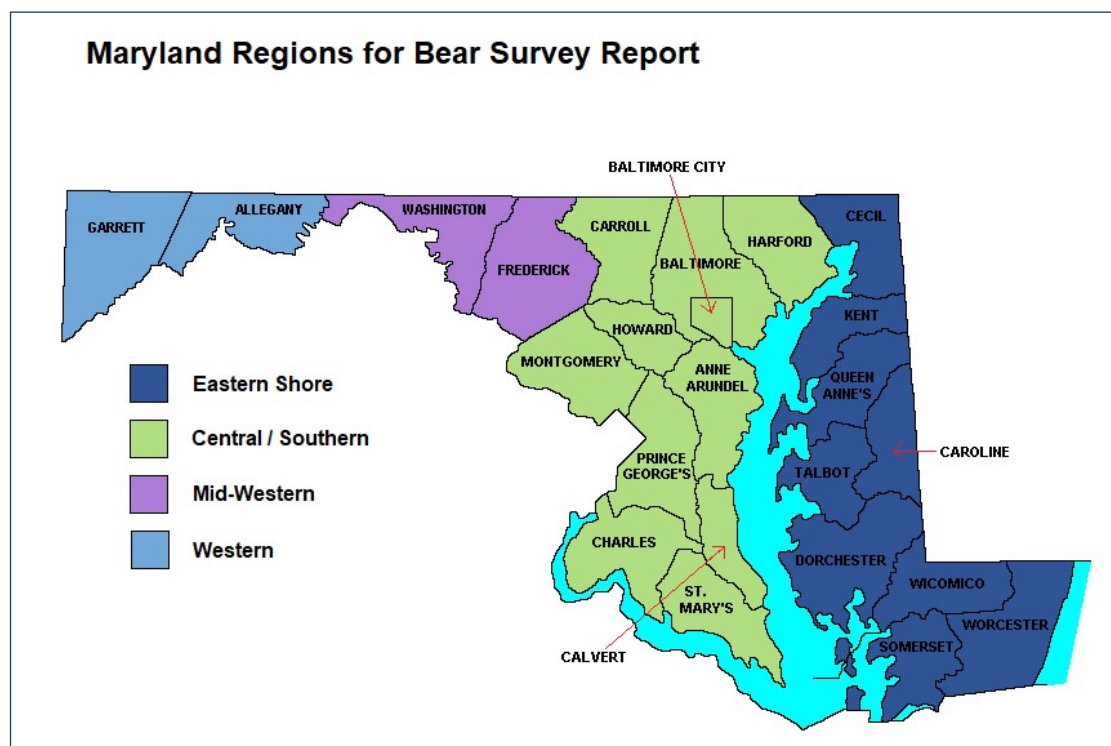 Maryland Regions for Bear Survey Report
BALTIMORE CITY
GARRETT
ALLEGANY
WASHINGTON
FREDERICK
CARROLL
BALTIMORE
HARFORD
CECIL
KENT
HOWARD
MONTGOMERY
ANNE
ARUNDEL
QUEEN
ANNE'S
CAROLINE
TALBOT
PRINCE
GEORGE'S
CHARLES
ST.
MARY'S
CALVERT
DORCHESTER
WICOMICO
WORCESTER
SOMERSET
Eastern Shore
Central / Southern
Mid-Western
Western